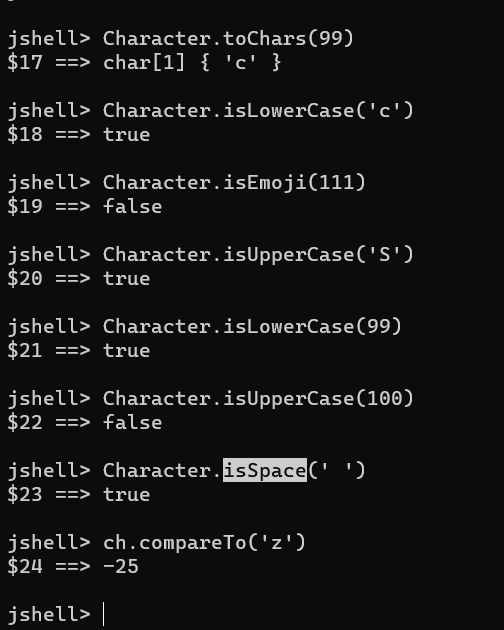 jshell> Character.toChars(99)
$17 ==> char[1] { 'c' }
jshell> Character.isLowerCase('c')
$18 ==> true
jshell> Character.isEmoji(111)
$19 ==> false
jshell> Character.isUpperCase('S')
$20 ==> true
jshell> Character.isLowerCase(99)
$21 ==> true
jshell> Character.isUpperCase(100)
$22 ==> false
jshell> Character.isSpace(' ')
$23 ==> true
jshell> ch.compareTo('z')
$24 ==> -25
jshell>